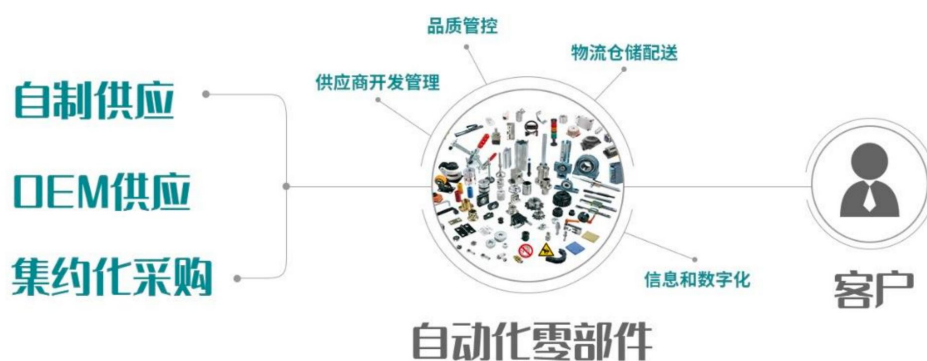 品质管控
物流仓储配送
供应商开发管理
自制供应
OEM供应
集约化采购
信息和数字化
客户
自动化零部件